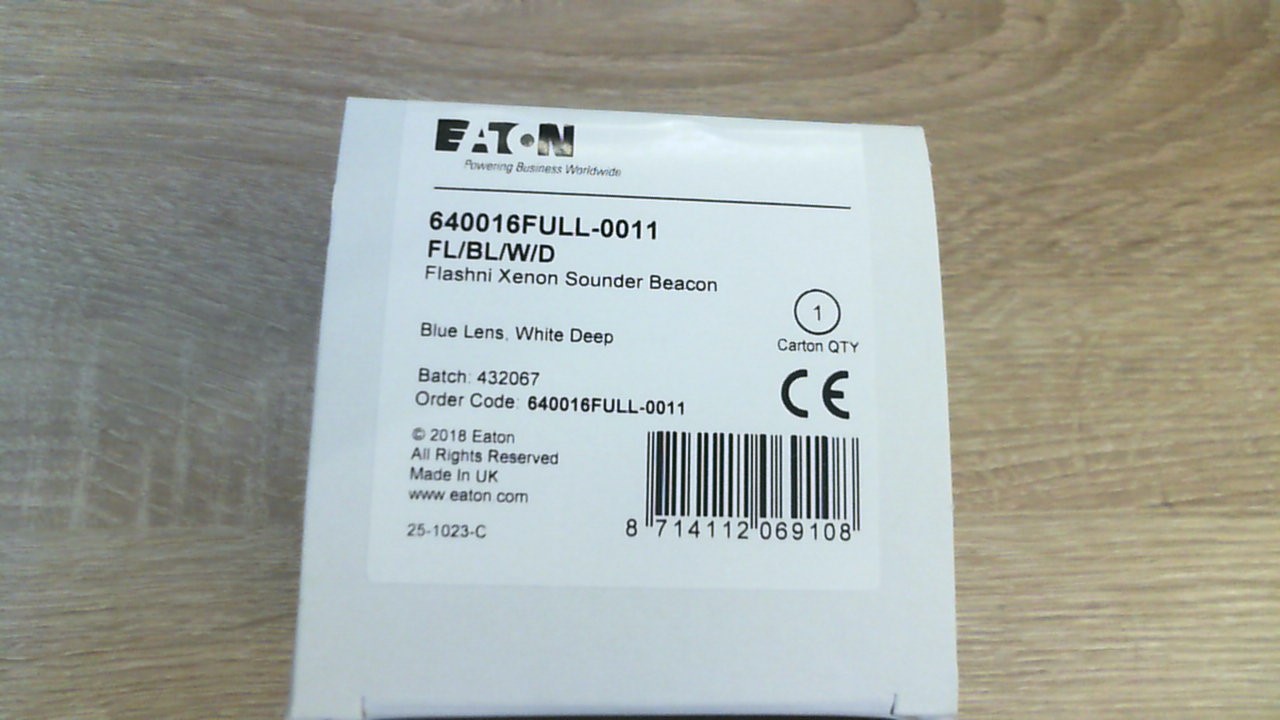 EATON
Powering Business Worldwide
640016FULL-0011
FL/BL/W/D
Flashni Xenon Sounder Beacon
1
Carton QTY
Blue Lens, White Deep
Batch: 432067
Order Code: 640016FULL-0011
CE
© 2018 Eaton
All Rights Reserved
Made In UK
www.eaton.com
25-1023-C
8 714112 069108